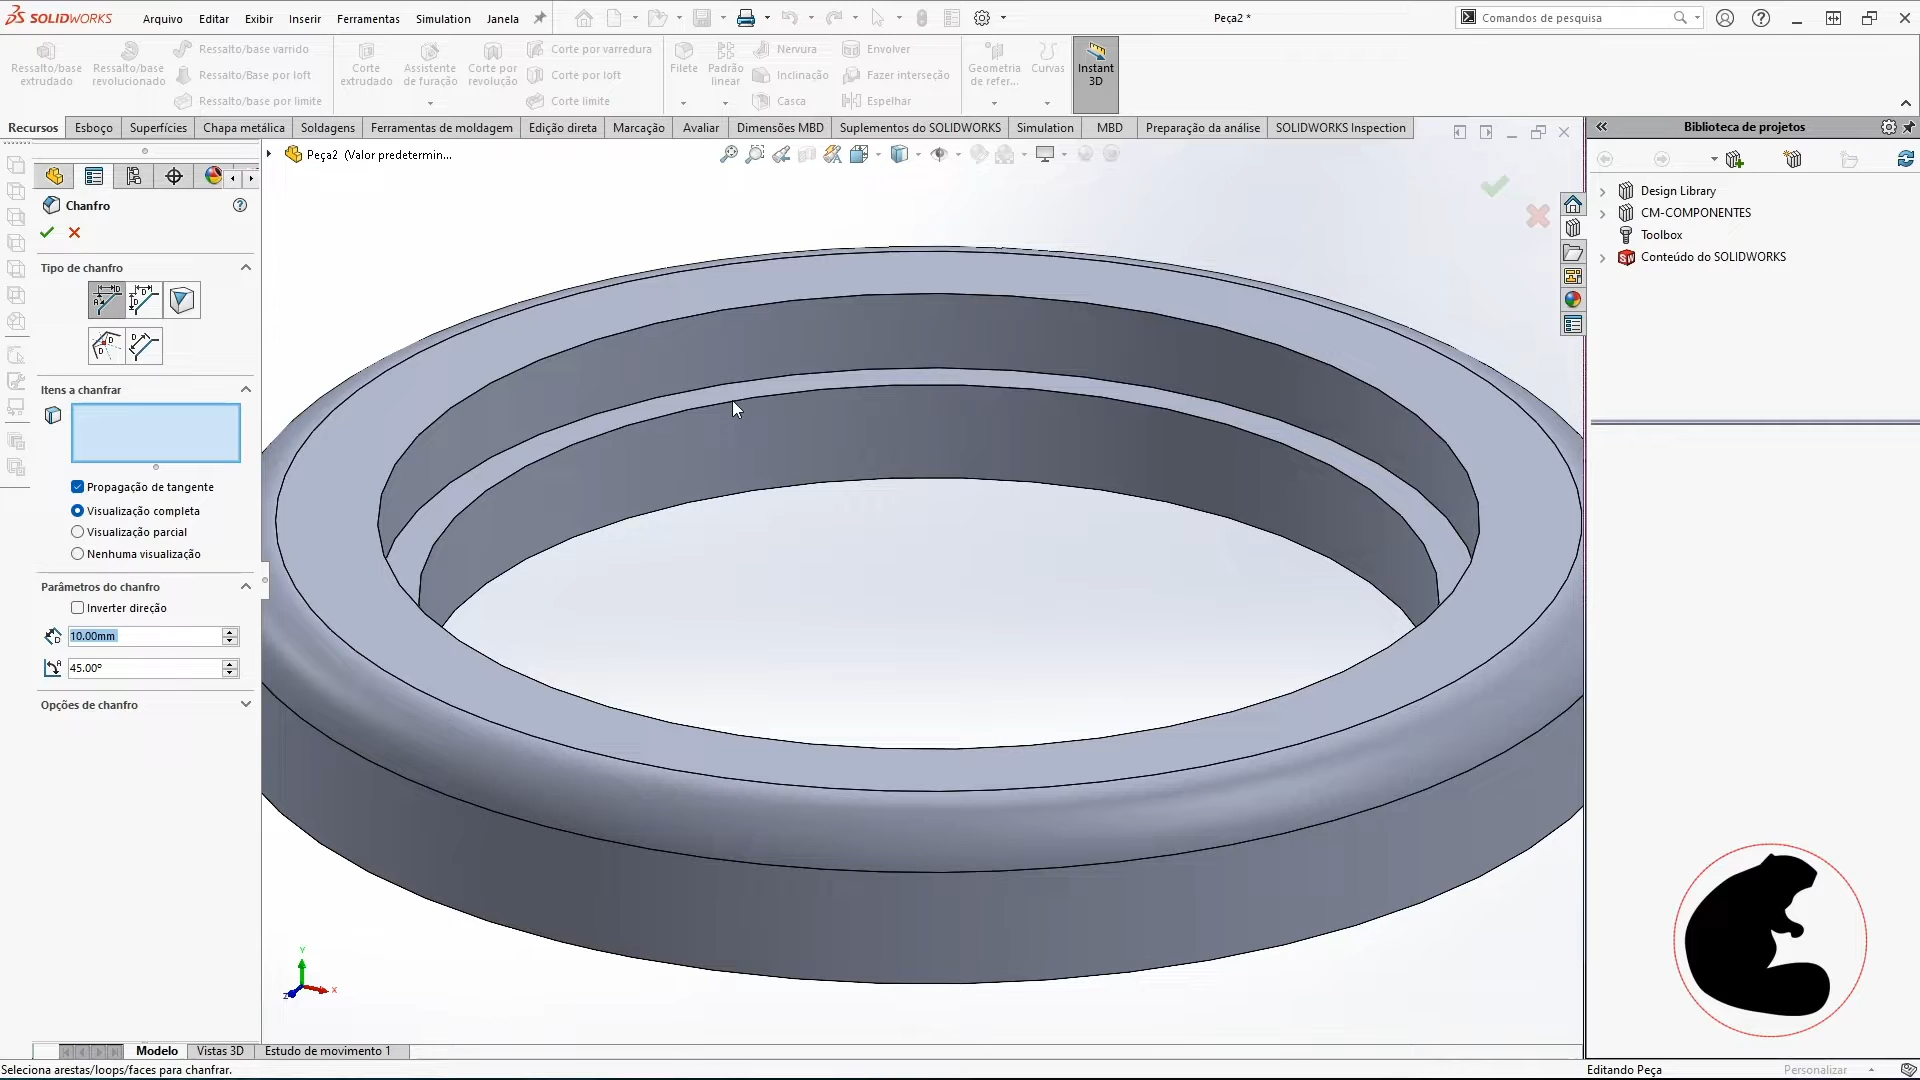 SOLIDWORKS Arquivo Editar Exibir Inserir Ferramentas Simulation Janela Peça2 * Comandos de pesquisa
Ressalto/base extrudado
Ressalto/base revolucionado
Ressalto/base varrido
Ressalto/Base por loft
Ressalto/base por limite
Corte extrudado
Assistente de furação
Corte por revolução
Corte por varredura
Corte por loft
Corte limite
Filete
Padrão linear
Nervura
Inclinação
Casca
Envolver
Fazer interseção
Espelhar
Geometria de refer...
Curvas
Instant 3D
Recursos Esboço Superfícies Chapa metálica Soldagens Ferramentas de moldagem Edição direta Marcação Avaliar Dimensões MBD Suplementos do SOLIDWORKS Simulation MBD Preparação da análise SOLIDWORKS Inspection
Peça2 (Valor predetermin...
Chanfro
Tipo de chanfro
Itens a chanfrar
Propagação de tangente
Visualização completa
Visualização parcial
Nenhuma visualização
Parâmetros do chanfro
Inverter direção
10.00mm
45.00º
Opções de chanfro
Y
X
Z
Biblioteca de projetos
Design Library
CM-COMPONENTES
Toolbox
Conteúdo do SOLIDWORKS
Modelo Vistas 3D Estudo de movimento 1
Seleciona arestas/loops/faces para chanfrar. Editando Peça Personalizar